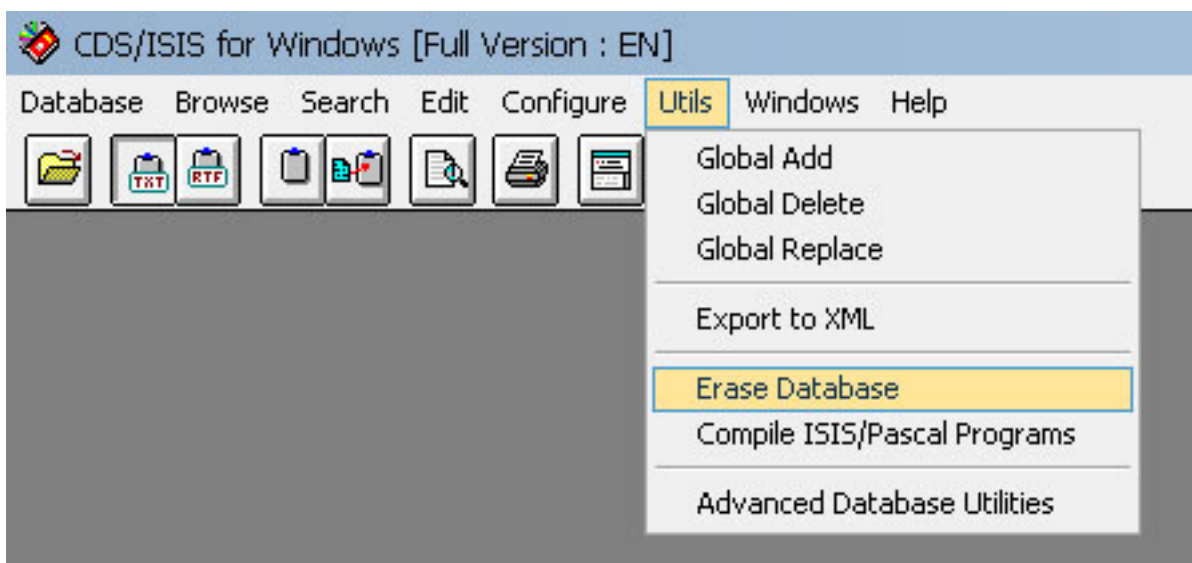 CDS/ISIS for Windows [Full Version : EN]
Database Browse Search Edit Configure Utils Windows Help
TXT RTF
Global Add
Global Delete
Global Replace
Export to XML
Erase Database
Compile ISIS/Pascal Programs
Advanced Database Utilities